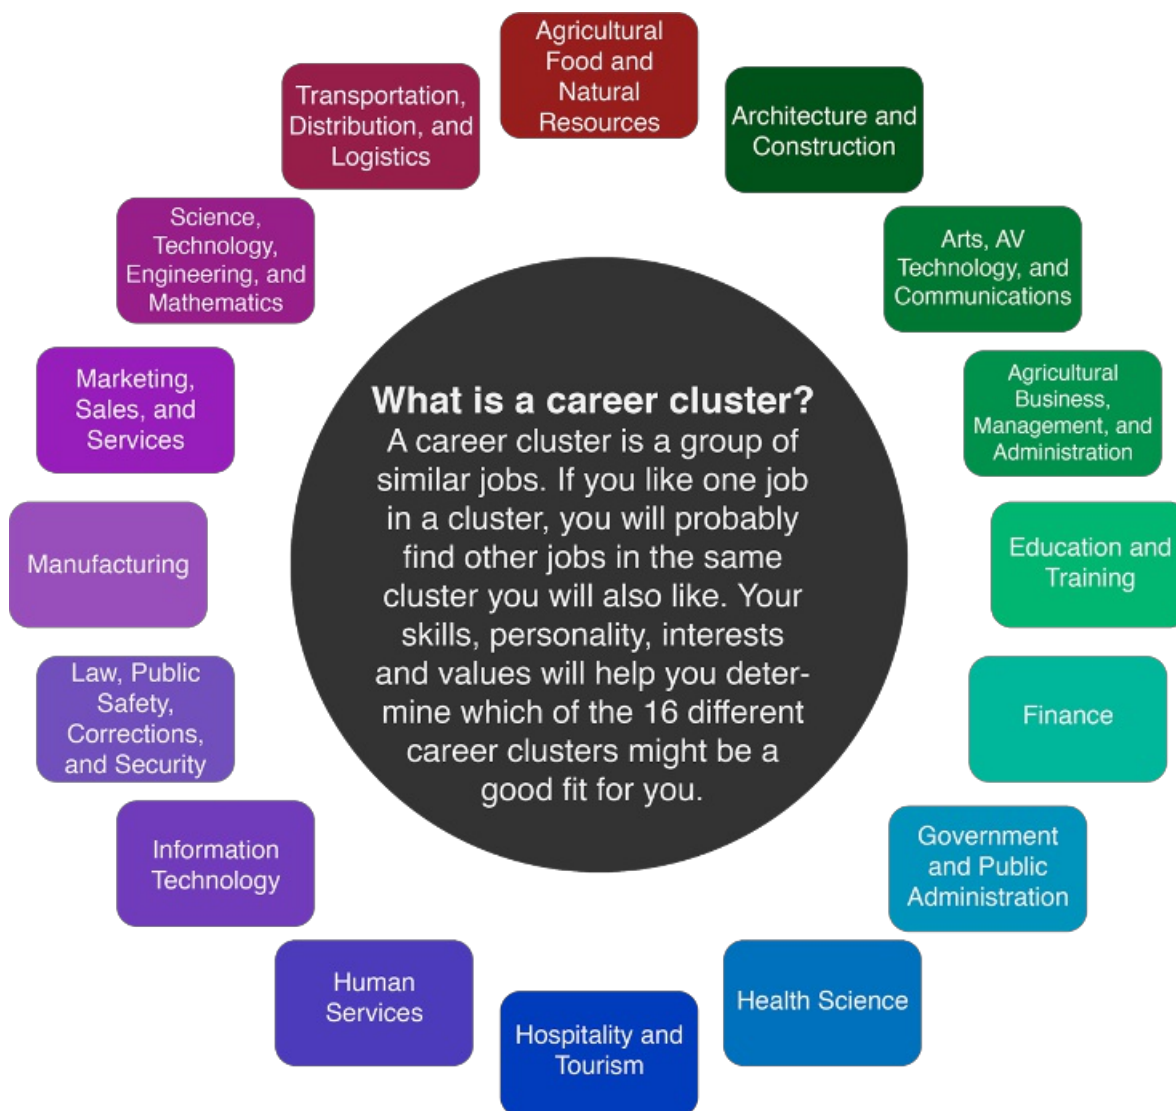 Agricultural
Food and
Natural
Resources
Architecture and
Construction
Arts, AV
Technology, and
Communications
Agricultural
Business,
Management, and
Administration
Education and
Training
Finance
Government
and Public
Administration
Health Science
Hospitality and
Tourism
Human
Services
Information
Technology
Law, Public
Safety,
Corrections,
and Security
Manufacturing
Marketing,
Sales, and
Services
Science,
Technology,
Engineering, and
Mathematics
Transportation,
Distribution, and
Logistics
What is a career cluster?
A career cluster is a group of
similar jobs. If you like one job
in a cluster, you will probably
find other jobs in the same
cluster you will also like. Your
skills, personality, interests
and values will help you deter-
mine which of the 16 different
career clusters might be a
good fit for you.